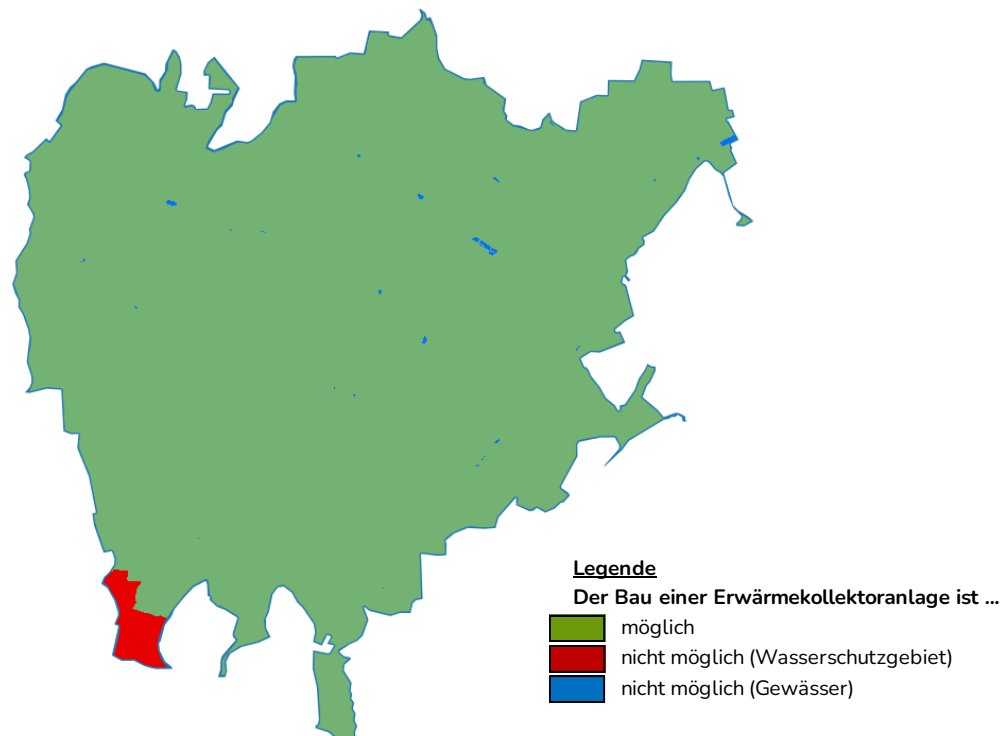 Legende
Der Bau einer Erwärmekollektoranlage ist ...
möglich
nicht möglich (Wasserschutzgebiet)
nicht möglich (Gewässer)